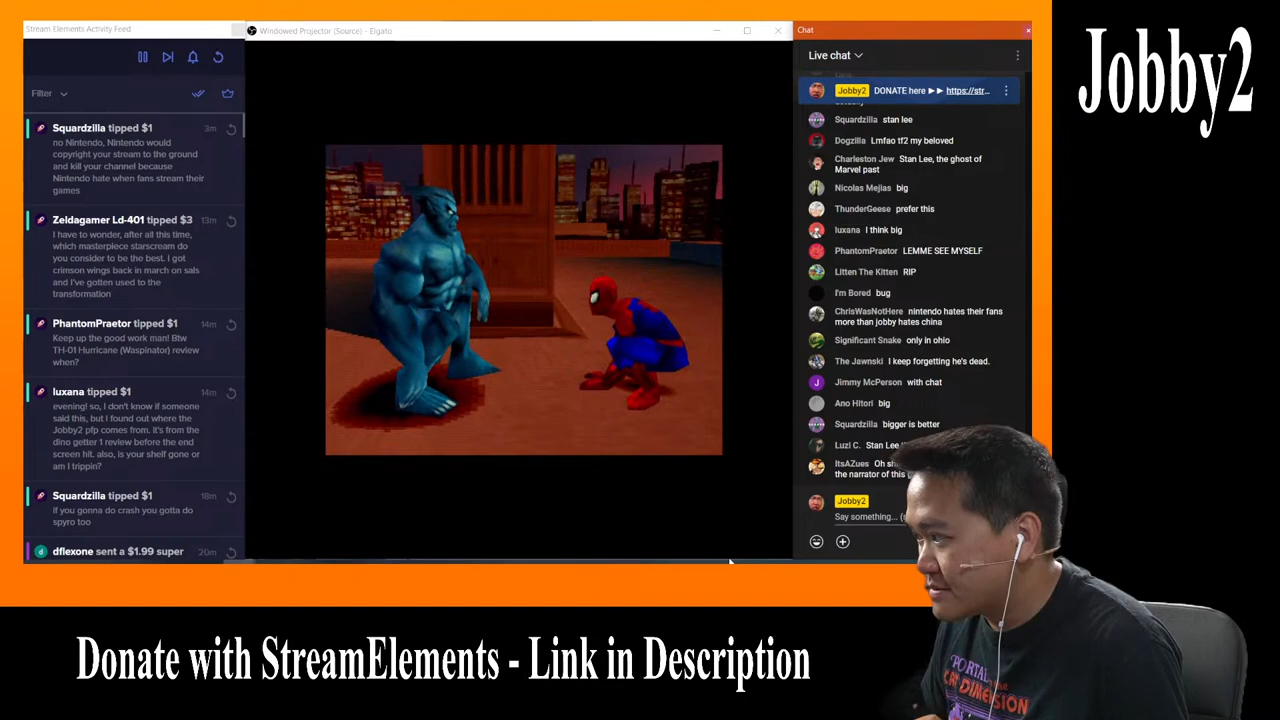 Stream Elements Activity Feed
Filter
Squardzilla tipped $1
3m
no Nintendo, Nintendo would
copyright your stream to the ground
and kill your channel because
Nintendo hate when fans stream their
games
Zeldagamer Ld-401 tipped $3
13m
I have to wonder, after all this time,
which masterpiece starscream do
you consider to be the best. I got
crimson wings back in march on sals
and I've gotten used to the
transformation
PhantomPraetor tipped $1
14m
Keep up the good work man! Btw
TH-01 Hurricane (Waspinator) review
when?
luxana tipped $1
14m
evening! so, I don't know if someone
said this, but I found out where the
Jobby2 pfp comes from. it's from the
dino getter 1 review before the end
screen hit. also, is your shelf gone or
am I trippin?
Squardzilla tipped $1
18m
If you gonna do crash you gotta do
spyro too
dflexone sent a $1.99 super
20m
Windowed Projector (Source) - Elgato
Chat
Live chat
Jobby2 DONATE here ►► https://str...
actually
Squardzilla stan lee
Dogzilla Lmfao tf2 my beloved
Charleston Jew Stan Lee, the ghost of
Marvel past
Nicolas Mejias big
ThunderGeese prefer this
luxana I think big
PhantomPraetor LEMME SEE MYSELF
Litten The Kitten RIP
I'm Bored bug
ChrisWasNotHere nintendo hates their fans
more than jobby hates china
Significant Snake only in ohio
The Jawnski I keep forgetting he's dead.
Jimmy McPerson with chat
Ano Hitori big
Squardzilla bigger is better
Luzi C. Stan Lee
ItsAZues Oh
the narrator of this
Jobby2
Say something...
Jobby2
PORTAL
DIMENSION
Donate with StreamElements - Link in Description